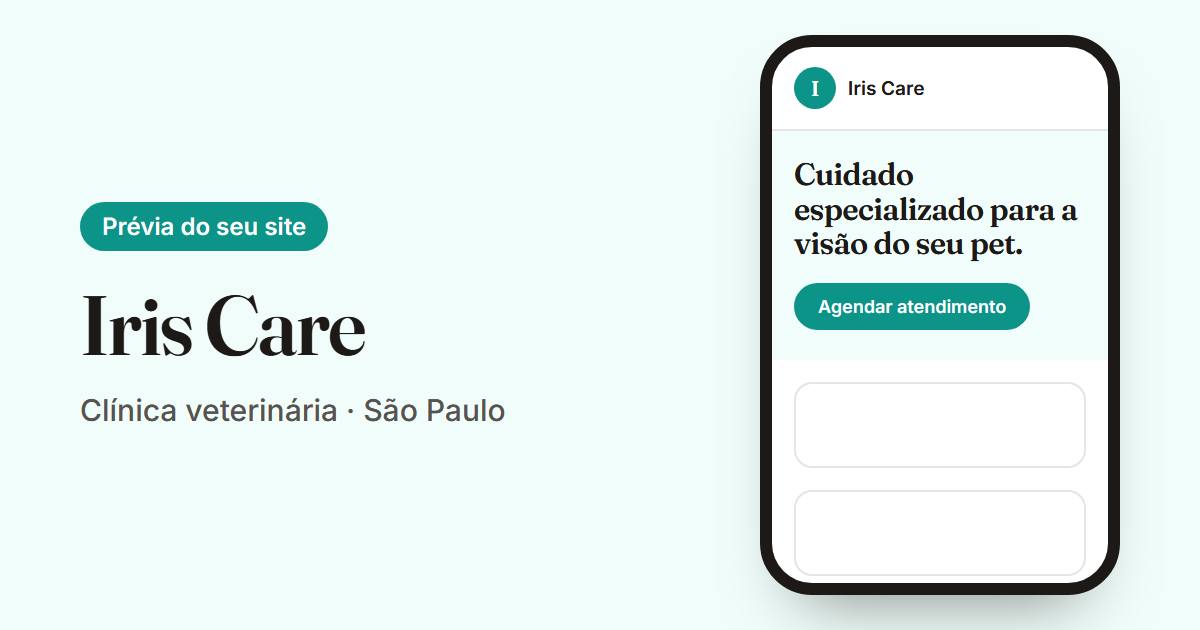 Prévia do seu site
Iris Care
Clínica veterinária · São Paulo
I
Iris Care
Cuidado
especializado para a
visão do seu pet.
Agendar atendimento